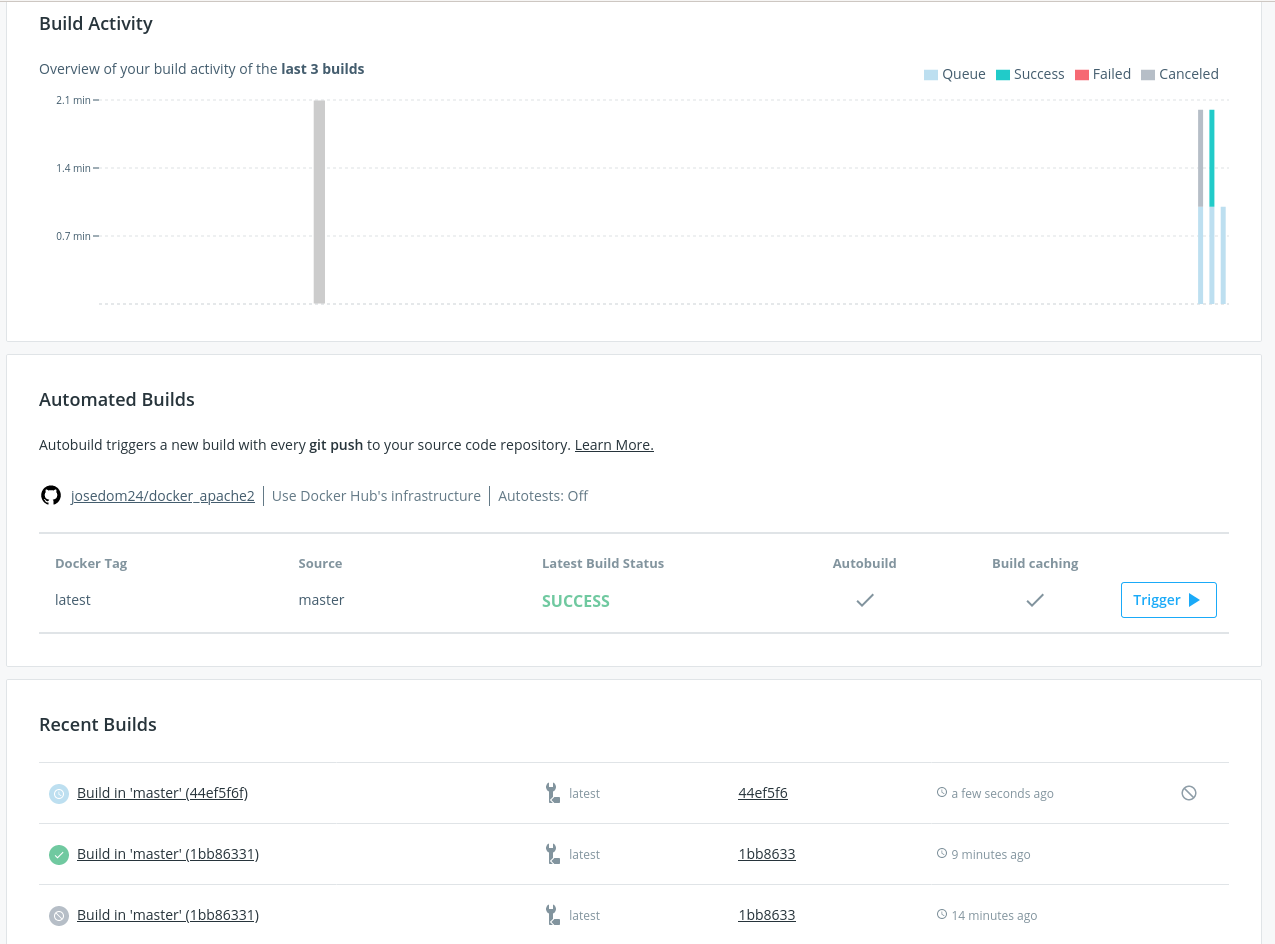 Build Activity
Overview of your build activity of the last 3 builds
Queue Success Failed Canceled
2.1 min
1.4 min
0.7 min
Automated Builds
Autobuild triggers a new build with every git push to your source code repository. Learn More.
josedom24/docker_apache2 Use Docker Hub's infrastructure Autotests: Off
Docker Tag Source Latest Build Status Autobuild Build caching
latest master SUCCESS Trigger
Recent Builds
Build in 'master' (44ef5f6f) latest 44ef5f6 a few seconds ago
Build in 'master' (1bb86331) latest 1bb8633 9 minutes ago
Build in 'master' (1bb86331) latest 1bb8633 14 minutes ago